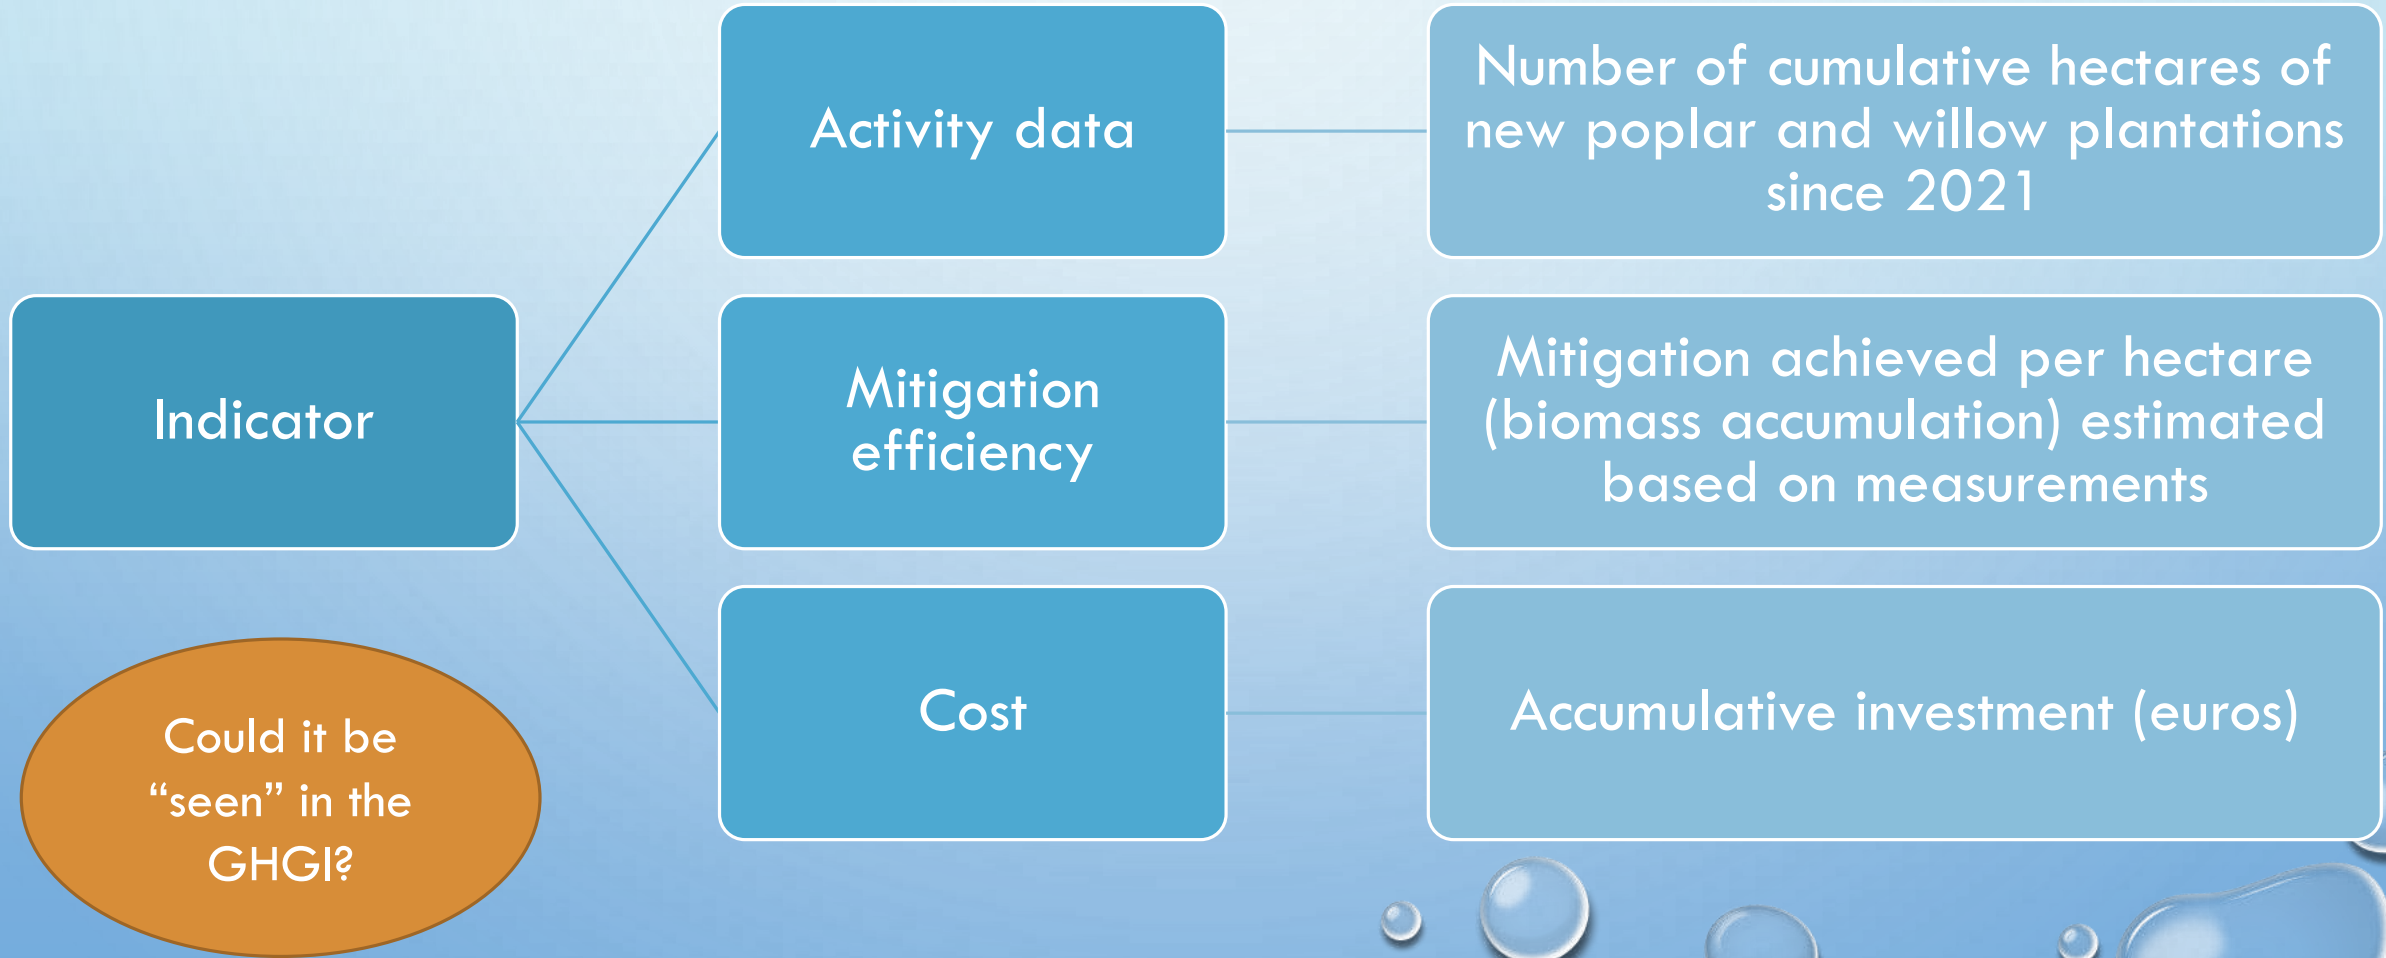 Indicator
Activity data
Number of cumulative hectares of
new poplar and willow plantations
since 2021
Mitigation
efficiency
Mitigation achieved per hectare
(biomass accumulation) estimated
based on measurements
Cost
Accumulative investment (euros)
Could it be
“seen” in the
GHGI?